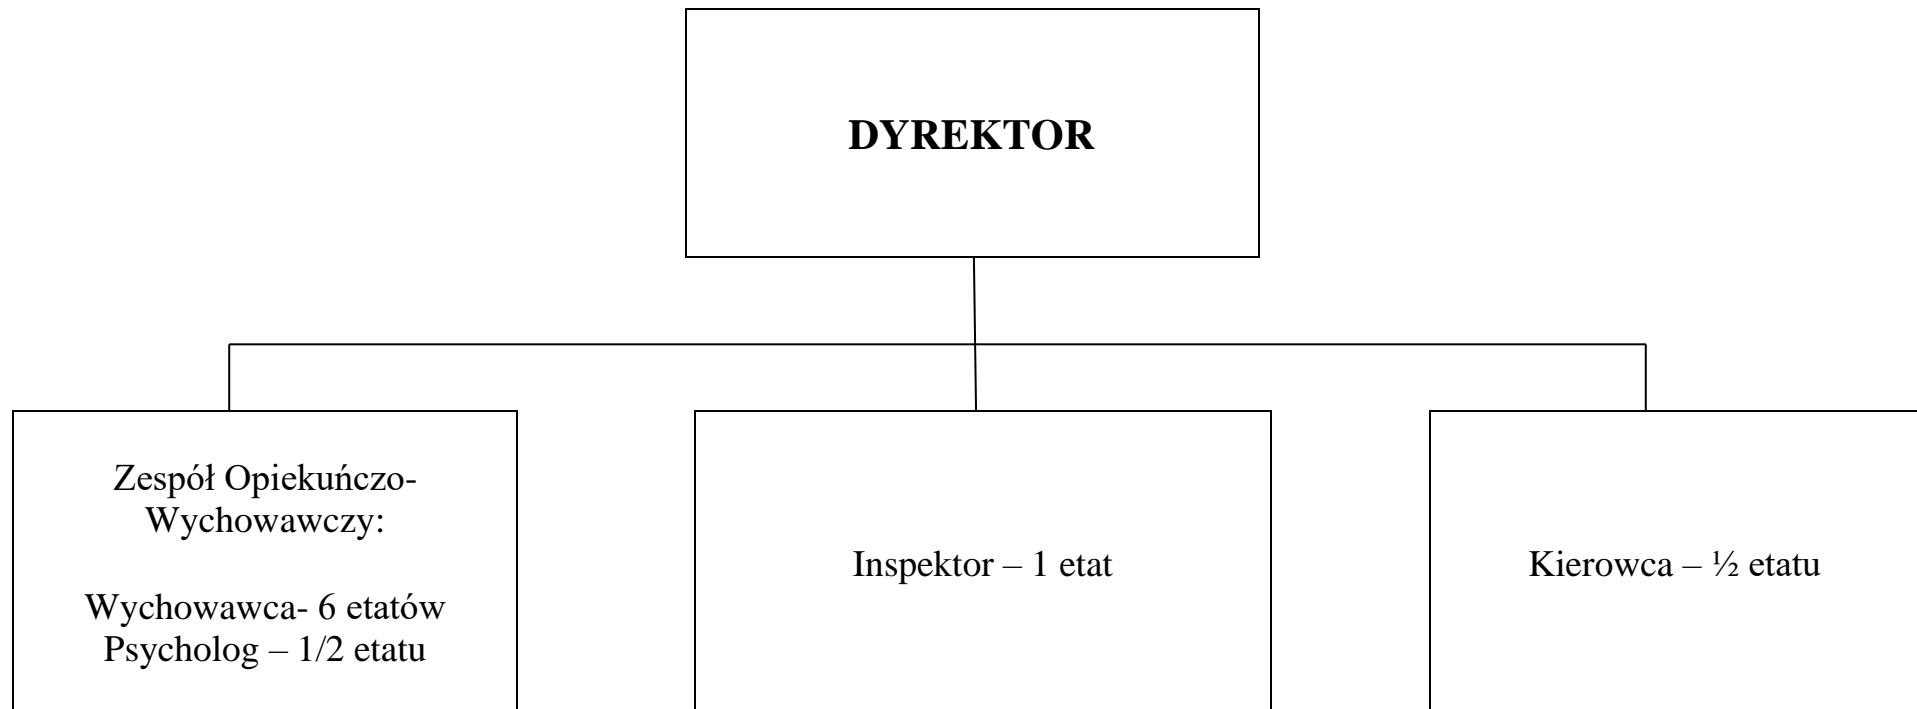 DYREKTOR
Zespół Opiekuńczo-
Wychowawczy:
Wychowawca- 6 etatów
Psycholog – 1/2 etatu
Inspektor – 1 etat
Kierowca – ½ etatu